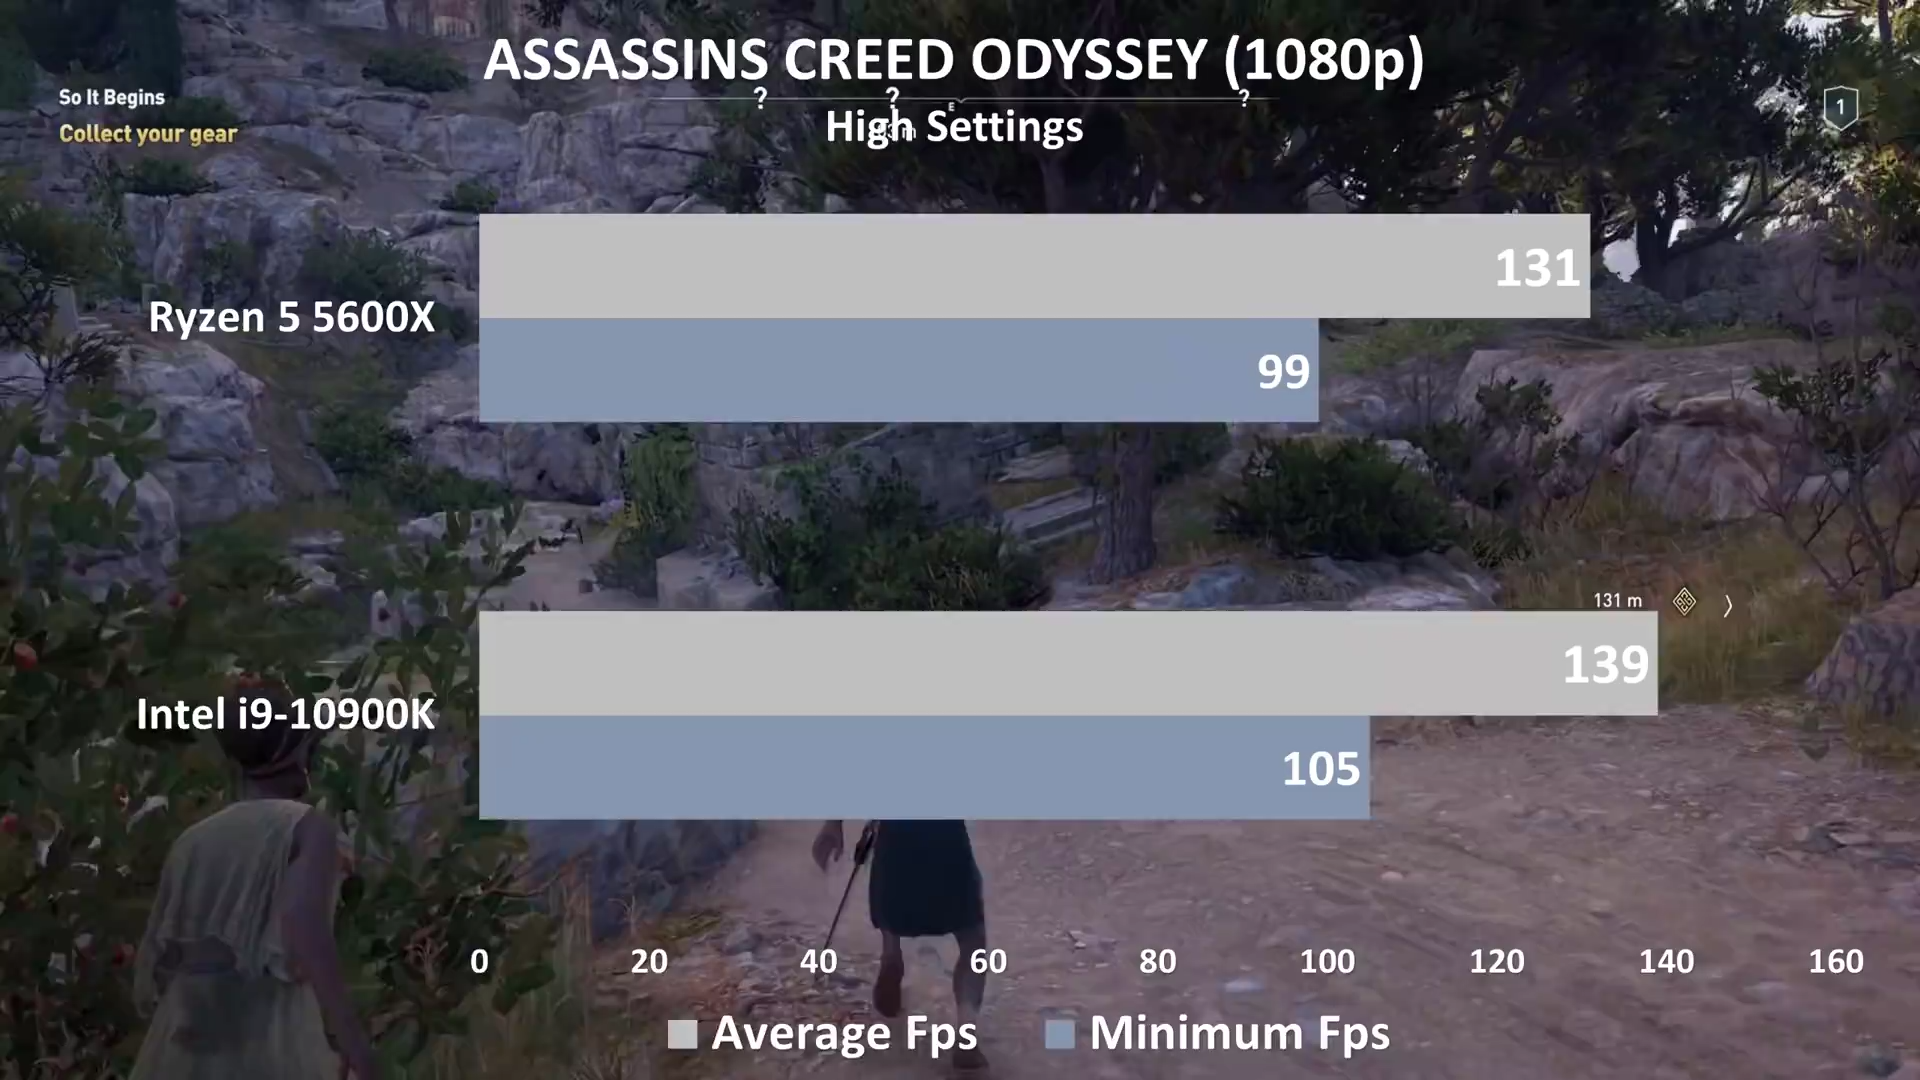 ASSASSINS CREED ODYSSEY (1080p)
So It Begins
? ? E ?
Collect your gear
High Settings
1
131
Ryzen 5 5600X
99
131 m
139
Intel i9-10900K
105
0 20 40 60 80 100 120 140 160
Average Fps Minimum Fps